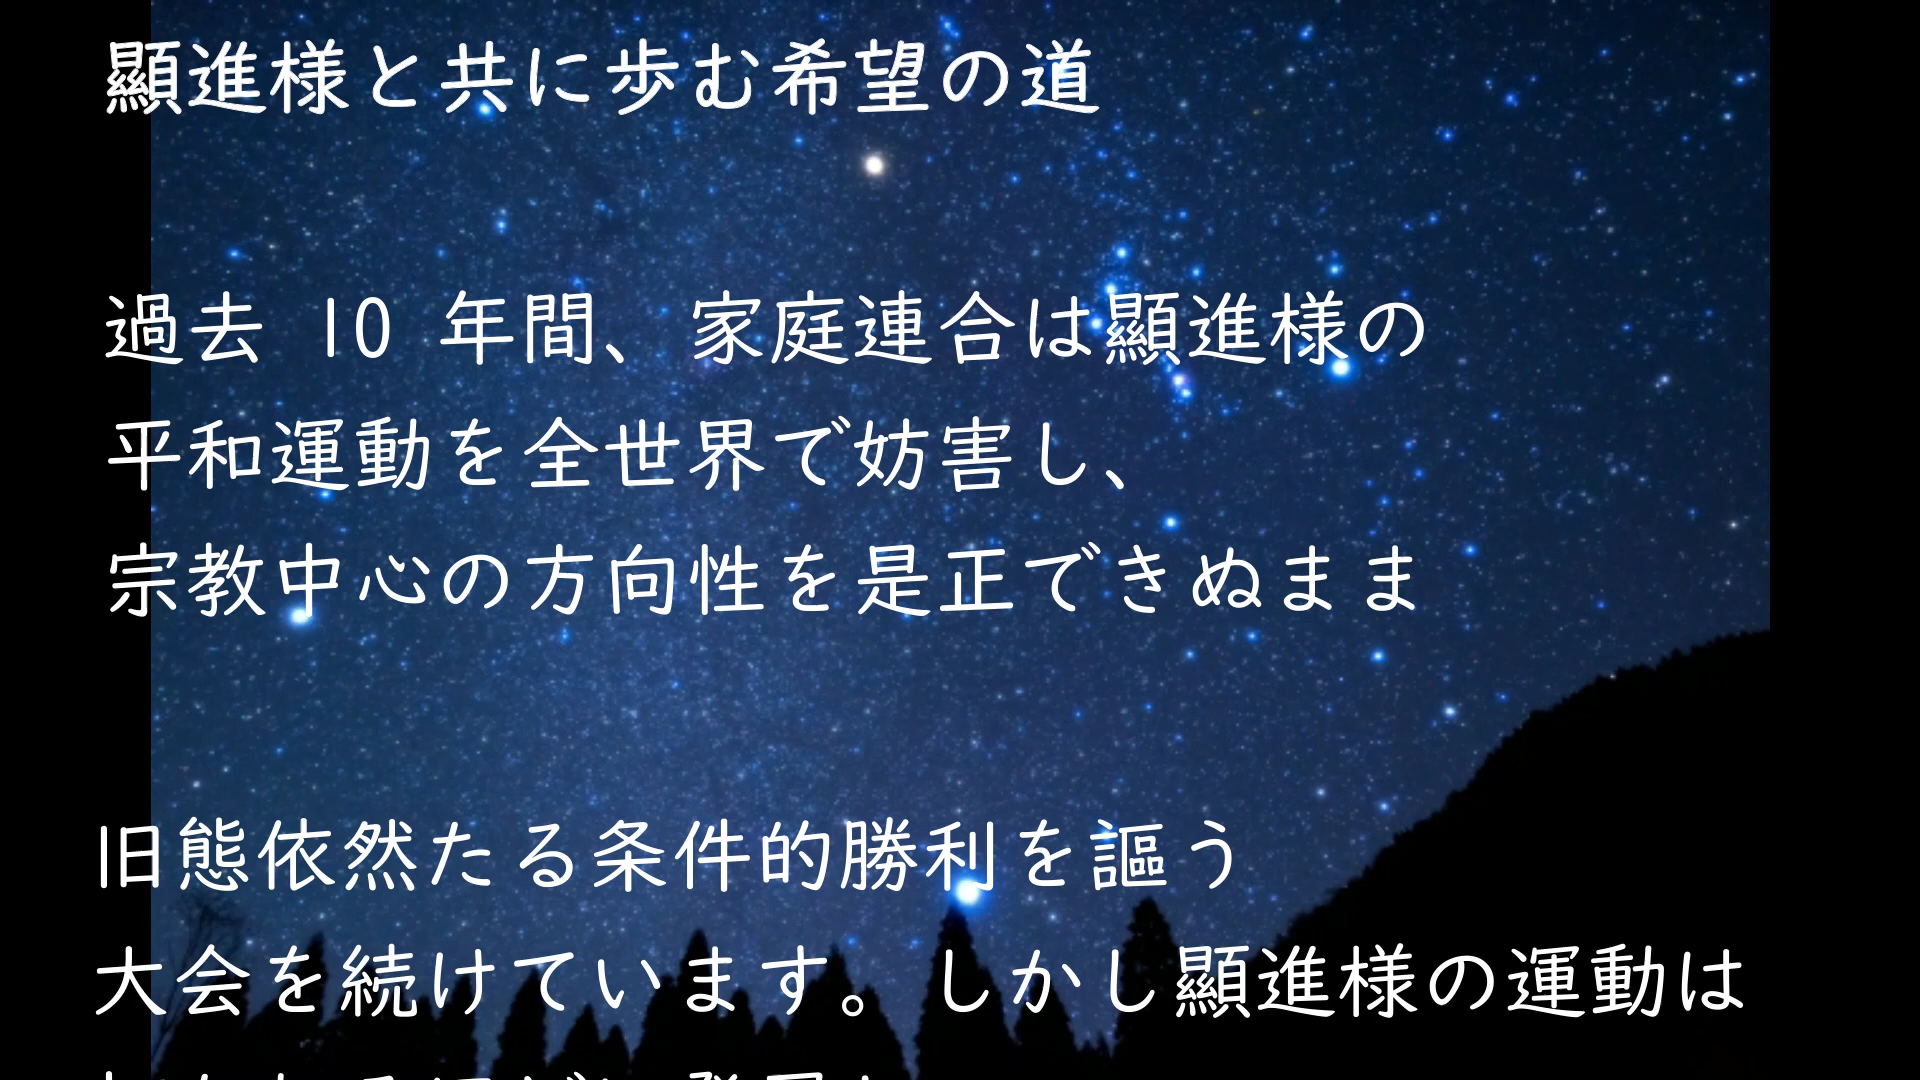 顯進様と共に歩む希望の道
過去 10 年間、家庭連合は顯進様の
平和運動を全世界で妨害し、
宗教中心の方向性を是正できぬまま
旧態依然たる条件的勝利を謳う
大会を続けています。しかし顯進様の運動は